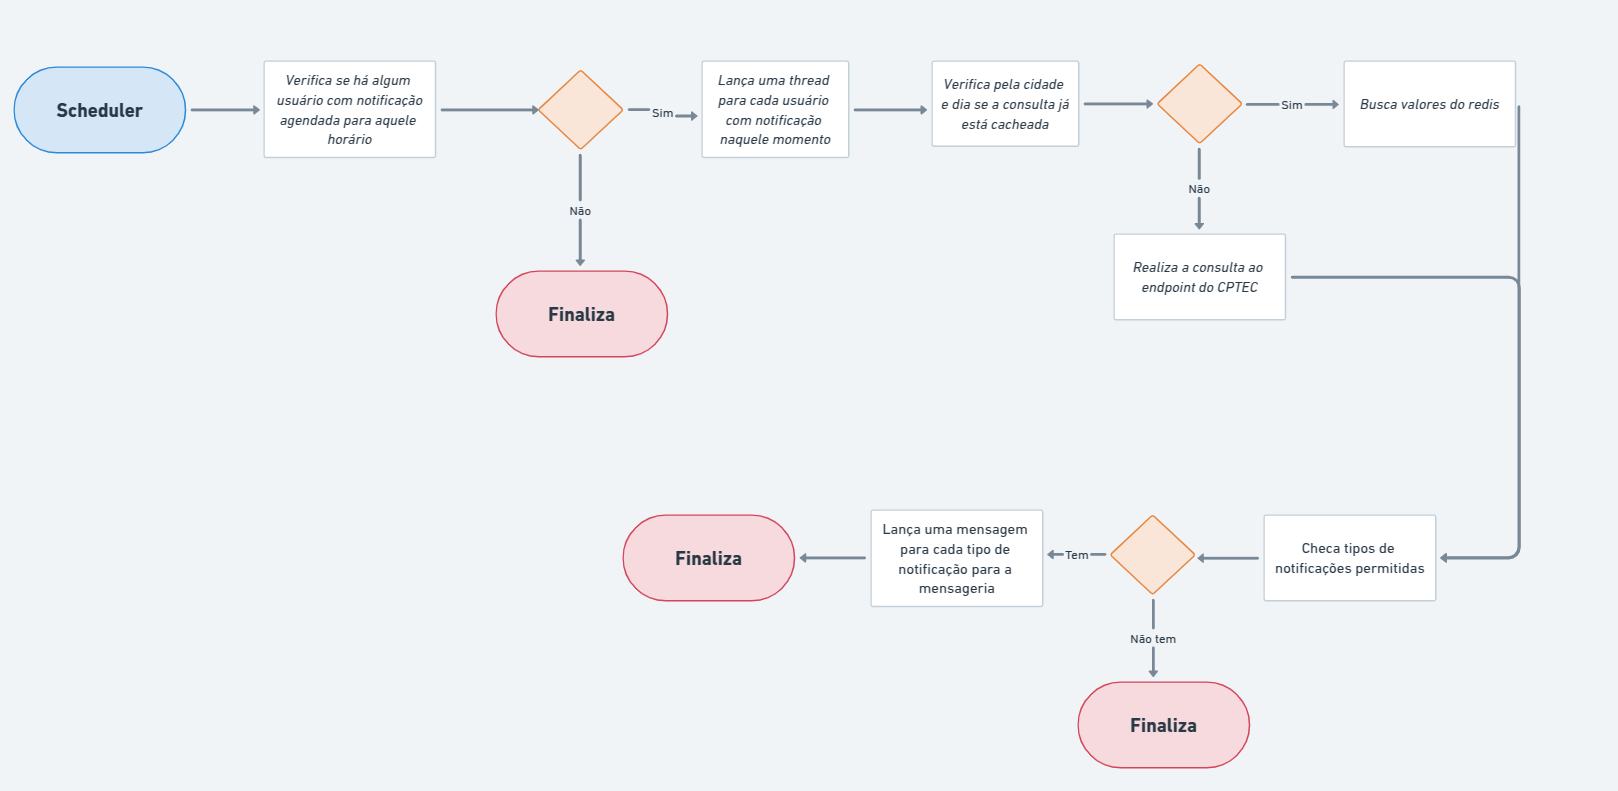 Scheduler
Verifica se há algum
usuário com notificação
agendada para aquele
horário
Sim
Não
Finaliza
Lança uma thread
para cada usuário
com notificação
naquele momento
Verifica pela cidade
e dia se a consulta já
está cacheada
Sim
Busca valores do redis
Não
Realiza a consulta ao
endpoint do CPTEC
Checa tipos de
notificações permitidas
Tem
Lança uma mensagem
para cada tipo de
notificação para a
mensageria
Finaliza
Não tem
Finaliza